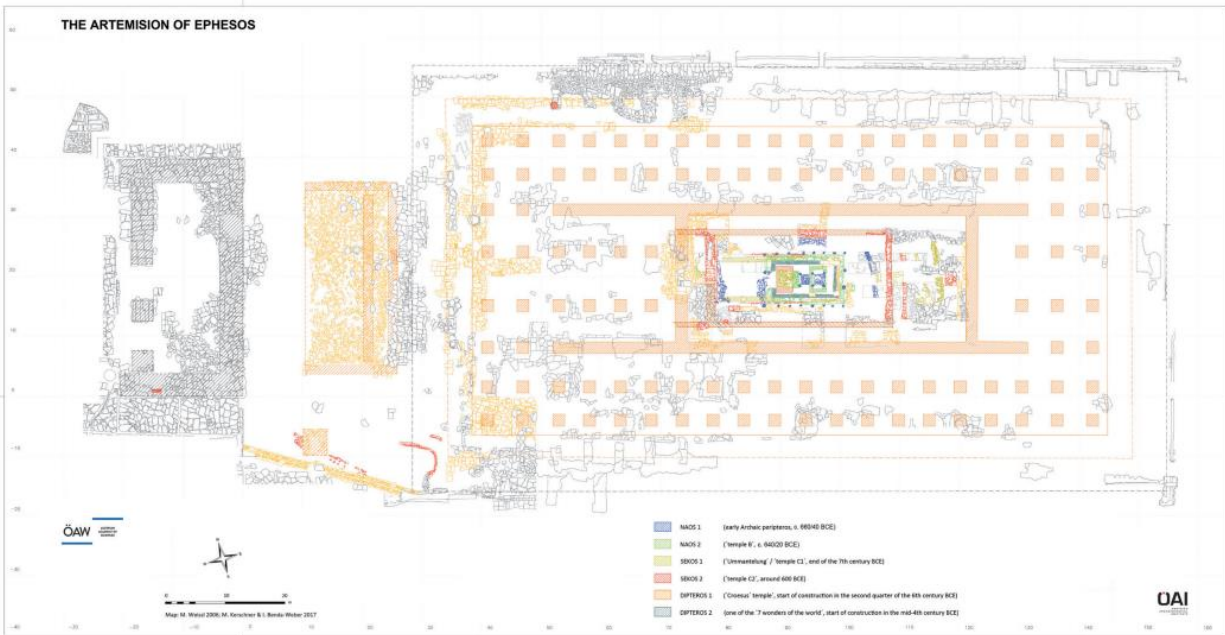 THE ARTEMISION OF EPHESOS
ÖAW
N
S
0 10 20 30
Map: M. Weissl 2006; M. Kerschner & I. Benda-Weber 2017
NAOS 1 (early Archaic peripteros, c. 660/40 BCE)
NAOS 2 ('temple B', c. 640/20 BCE)
SEKOS 1 ('Ummantelung' / 'temple C1', end of the 7th century BCE)
SEKOS 2 ('temple C2', around 600 BCE)
DIPTEROS 1 ('Croesus' temple', start of construction in the second quarter of the 6th century BCE)
DIPTEROS 2 (one of the '7 wonders of the world', start of construction in the mid-4th century BCE)
ÖAI